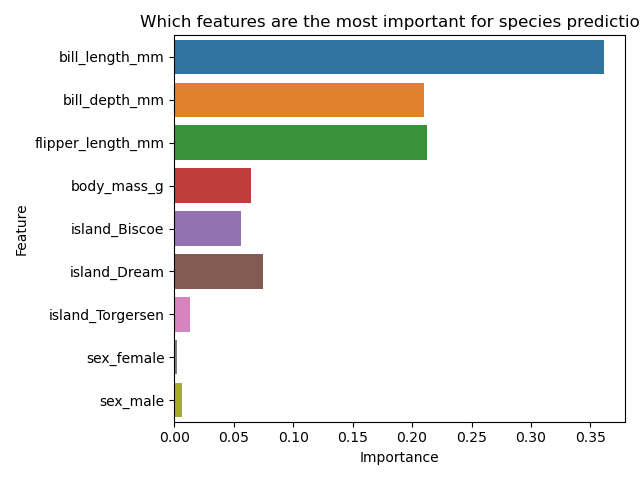 Which features are the most important for species predictio
bill_length_mm
bill_depth_mm
flipper_length_mm
body_mass_g
island_Biscoe
island_Dream
island_Torgersen
sex_female
sex_male
Feature
0.00 0.05 0.10 0.15 0.20 0.25 0.30 0.35
Importance